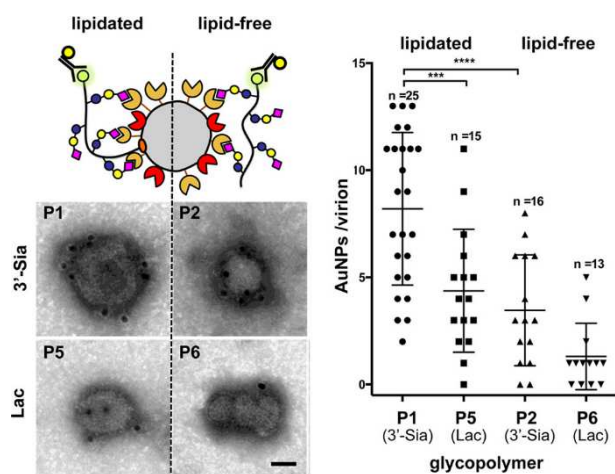 lipidated lipid-free
P1 P2
3'-Sia
P5 P6
Lac
lipidated lipid-free
****
***
n =25
n =15
n =16
n =13
15
10
5
0
AuNPs /virion
P1 P5 P2 P6
(3'-Sia) (Lac) (3'-Sia) (Lac)
glycopolymer